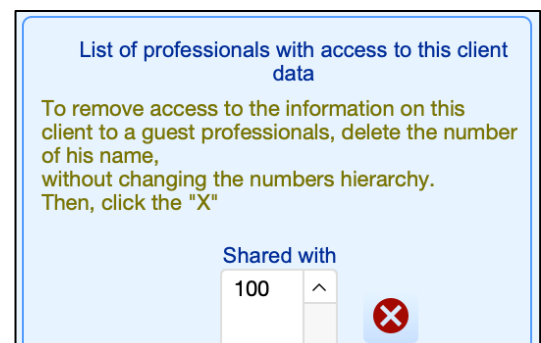 List of professionals with access to this client
data
To remove access to the information on this
client to a guest professionals, delete the number
of his name,
without changing the numbers hierarchy.
Then, click the "X"
Shared with
100